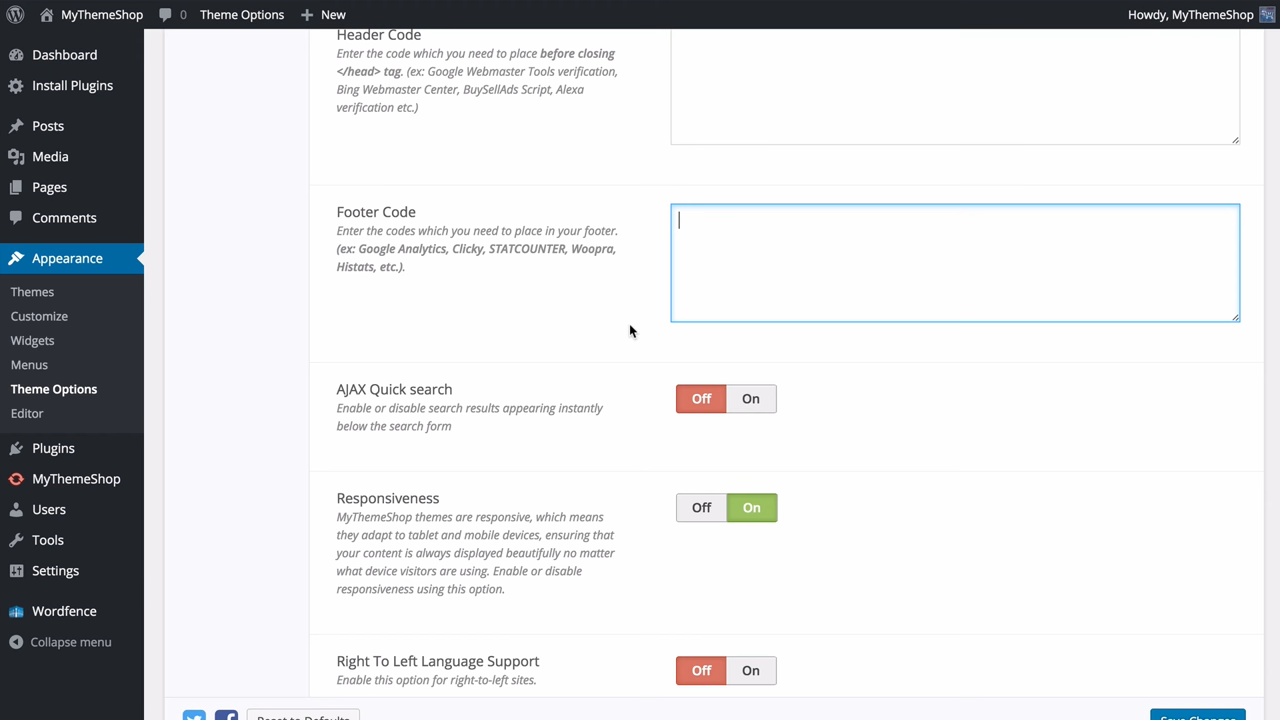 MyThemeShop
0
Theme Options
New
Howdy, MyThemeShop
Dashboard
Install Plugins
Posts
Media
Pages
Comments
Appearance
Themes
Customize
Widgets
Menus
Theme Options
Editor
Plugins
MyThemeShop
Users
Tools
Settings
Wordfence
Collapse menu
Header Code
Enter the code which you need to place before closing
</head> tag. (ex: Google Webmaster Tools verification,
Bing Webmaster Center, BuySellAds Script, Alexa
verification etc.)
Footer Code
Enter the codes which you need to place in your footer.
(ex: Google Analytics, Clicky, STATCOUNTER, Woopra,
Histats, etc.).
AJAX Quick search
Enable or disable search results appearing instantly
below the search form
Off On
Responsiveness
MyThemeShop themes are responsive, which means
they adapt to tablet and mobile devices, ensuring that
your content is always displayed beautifully no matter
what device visitors are using. Enable or disable
responsiveness using this option.
Off On
Right To Left Language Support
Enable this option for right-to-left sites.
Off On
Reset to Defaults
Save Changes